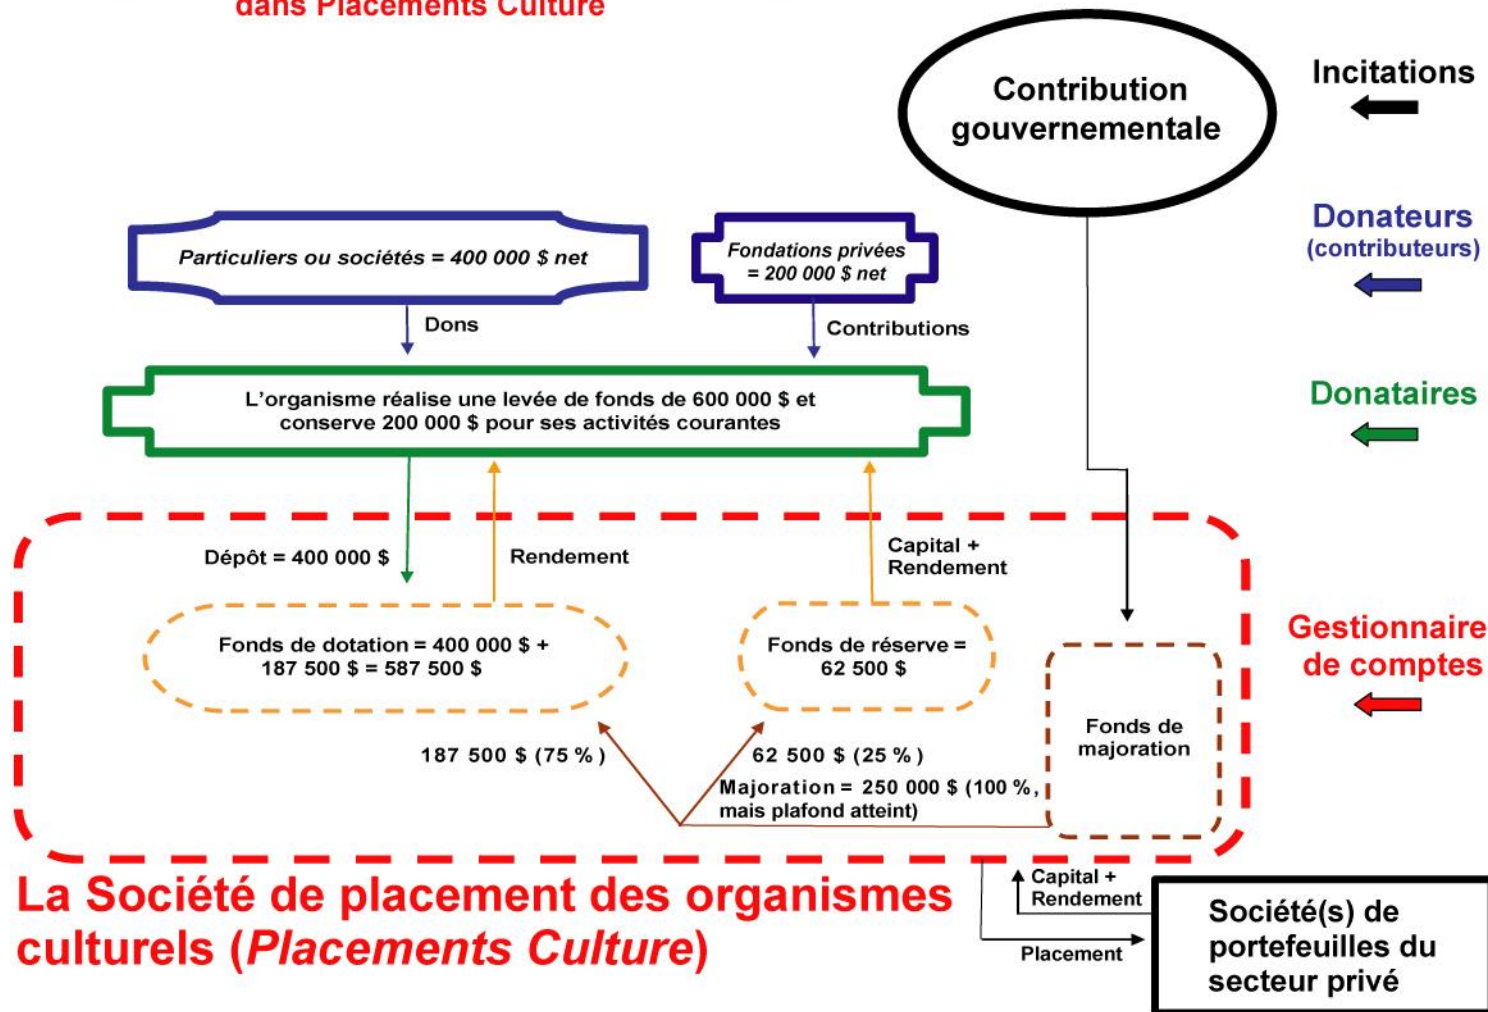 dans Placements Culture
Contribution
gouvernementale
Incitations
Donateurs
(contributeurs)
Particuliers ou sociétés = 400 000 $ net
Fondations privées
= 200 000 $ net
Dons
Contributions
L'organisme réalise une levée de fonds de 600 000 $ et
conserve 200 000 $ pour ses activités courantes
Donataires
Dépôt = 400 000 $
Rendement
Capital +
Rendement
Fonds de dotation = 400 000 $ +
187 500 $ = 587 500 $
Fonds de réserve =
62 500 $
Gestionnaire
de comptes
Fonds de
majoration
187 500 $ (75 %)
62 500 $ (25 %)
Majoration = 250 000 $ (100 %,
mais plafond atteint)
La Société de placement des organismes
culturels (Placements Culture)
Capital +
Rendement
Placement
Société(s) de
portefeuilles du
secteur privé